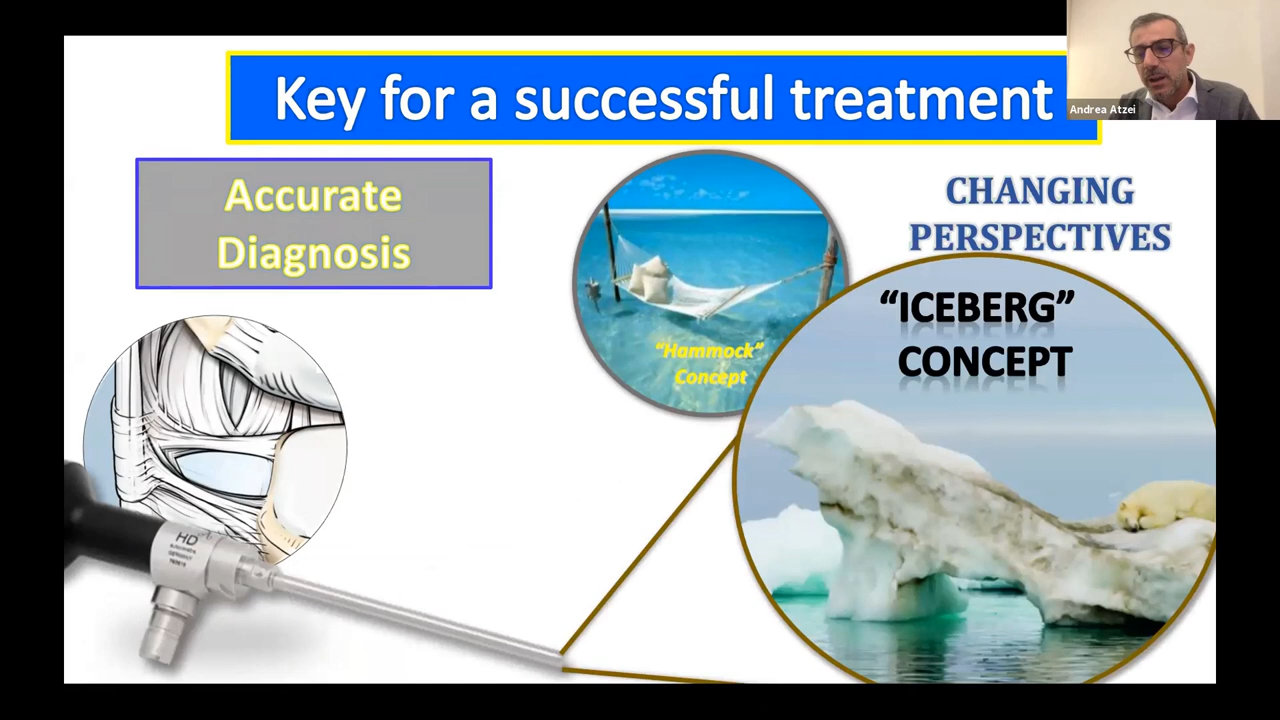 Key for a successful treatment
Andrea Atzei
Accurate
Diagnosis
CHANGING
PERSPECTIVES
“Hammock”
Concept
“ICEBERG”
CONCEPT
HD